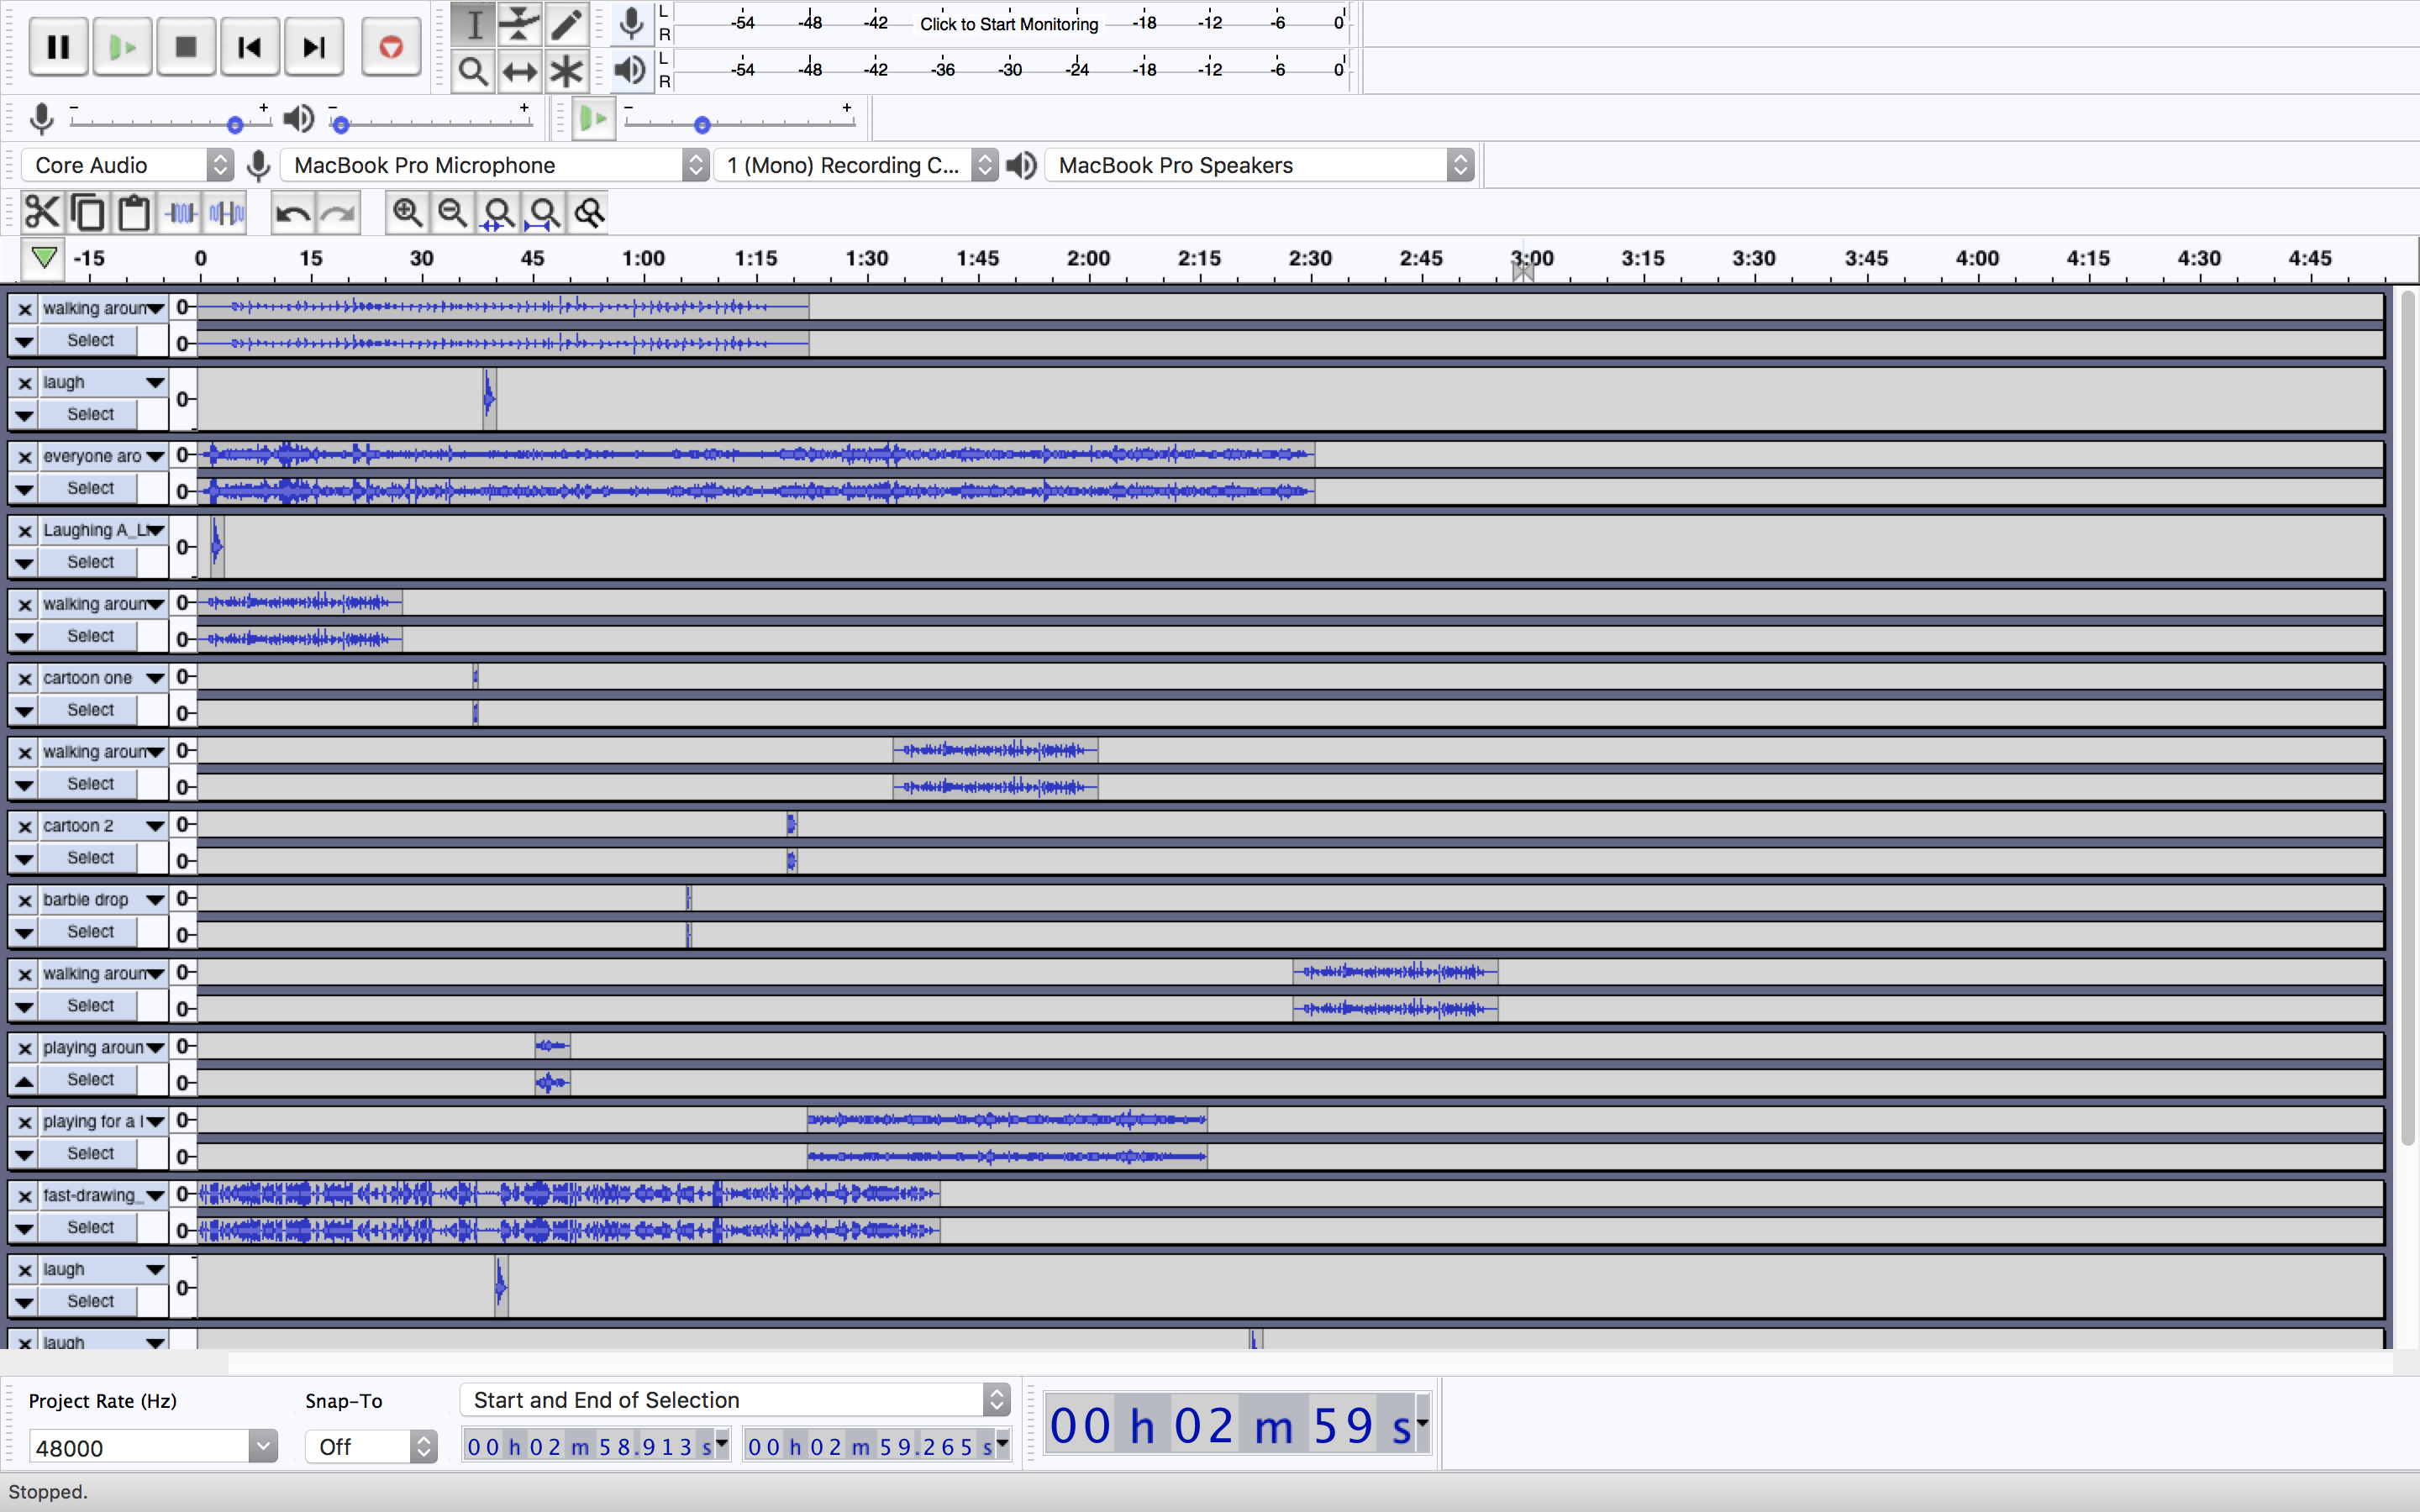 L
R
-54 -48 -42 Click to Start Monitoring -18 -12 -6 0
L
R
-54 -48 -42 -36 -30 -24 -18 -12 -6 0
- + - + - +
Core Audio MacBook Pro Microphone 1 (Mono) Recording C... MacBook Pro Speakers
-15 0 15 30 45 1:00 1:15 1:30 1:45 2:00 2:15 2:30 2:45 3:00 3:15 3:30 3:45 4:00 4:15 4:30 4:45
walking aroun 0
Select 0
laugh
0
Select
everyone aro 0
Select 0
Laughing A_Li
0
Select
walking aroun 0
Select 0
cartoon one 0
Select 0
walking aroun 0
Select 0
cartoon 2 0
Select 0
barbie drop 0
Select 0
walking aroun 0
Select 0
playing aroun 0
Select 0
playing for a l 0
Select 0
fast-drawing_ 0
Select 0
laugh
0
Select
laugh
Project Rate (Hz) Snap-To Start and End of Selection
48000 Off 00 h 02 m 58.913 s 00 h 02 m 59.265 s 00 h 02 m 59 s
Stopped.